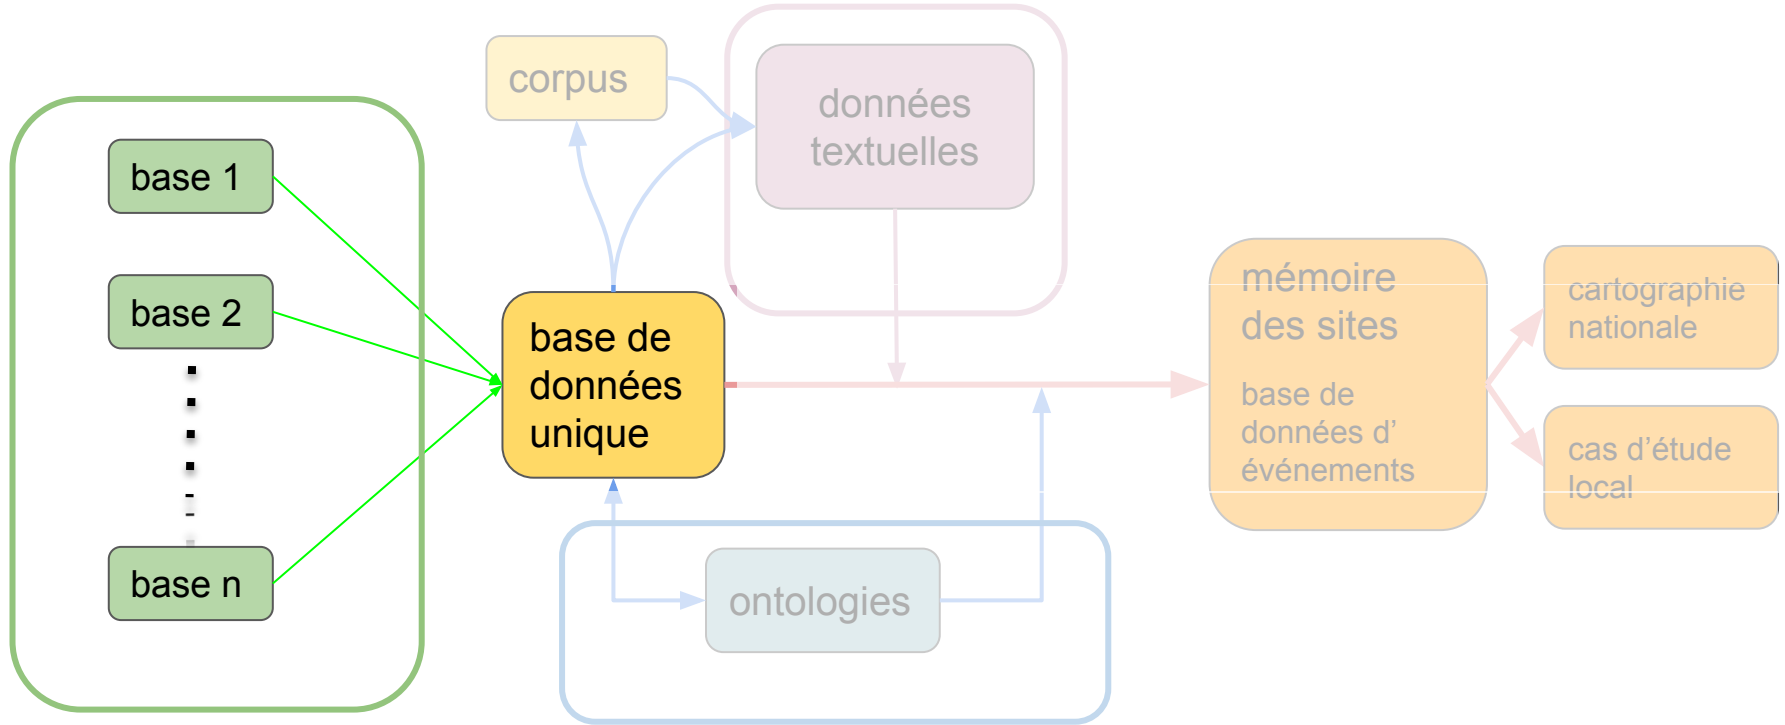 corpus
données
textuelles
base 1
base 2
base n
base de
données
unique
ontologies
mémoire
des sites
base de
données d’
événements
cartographie
nationale
cas d’étude
local